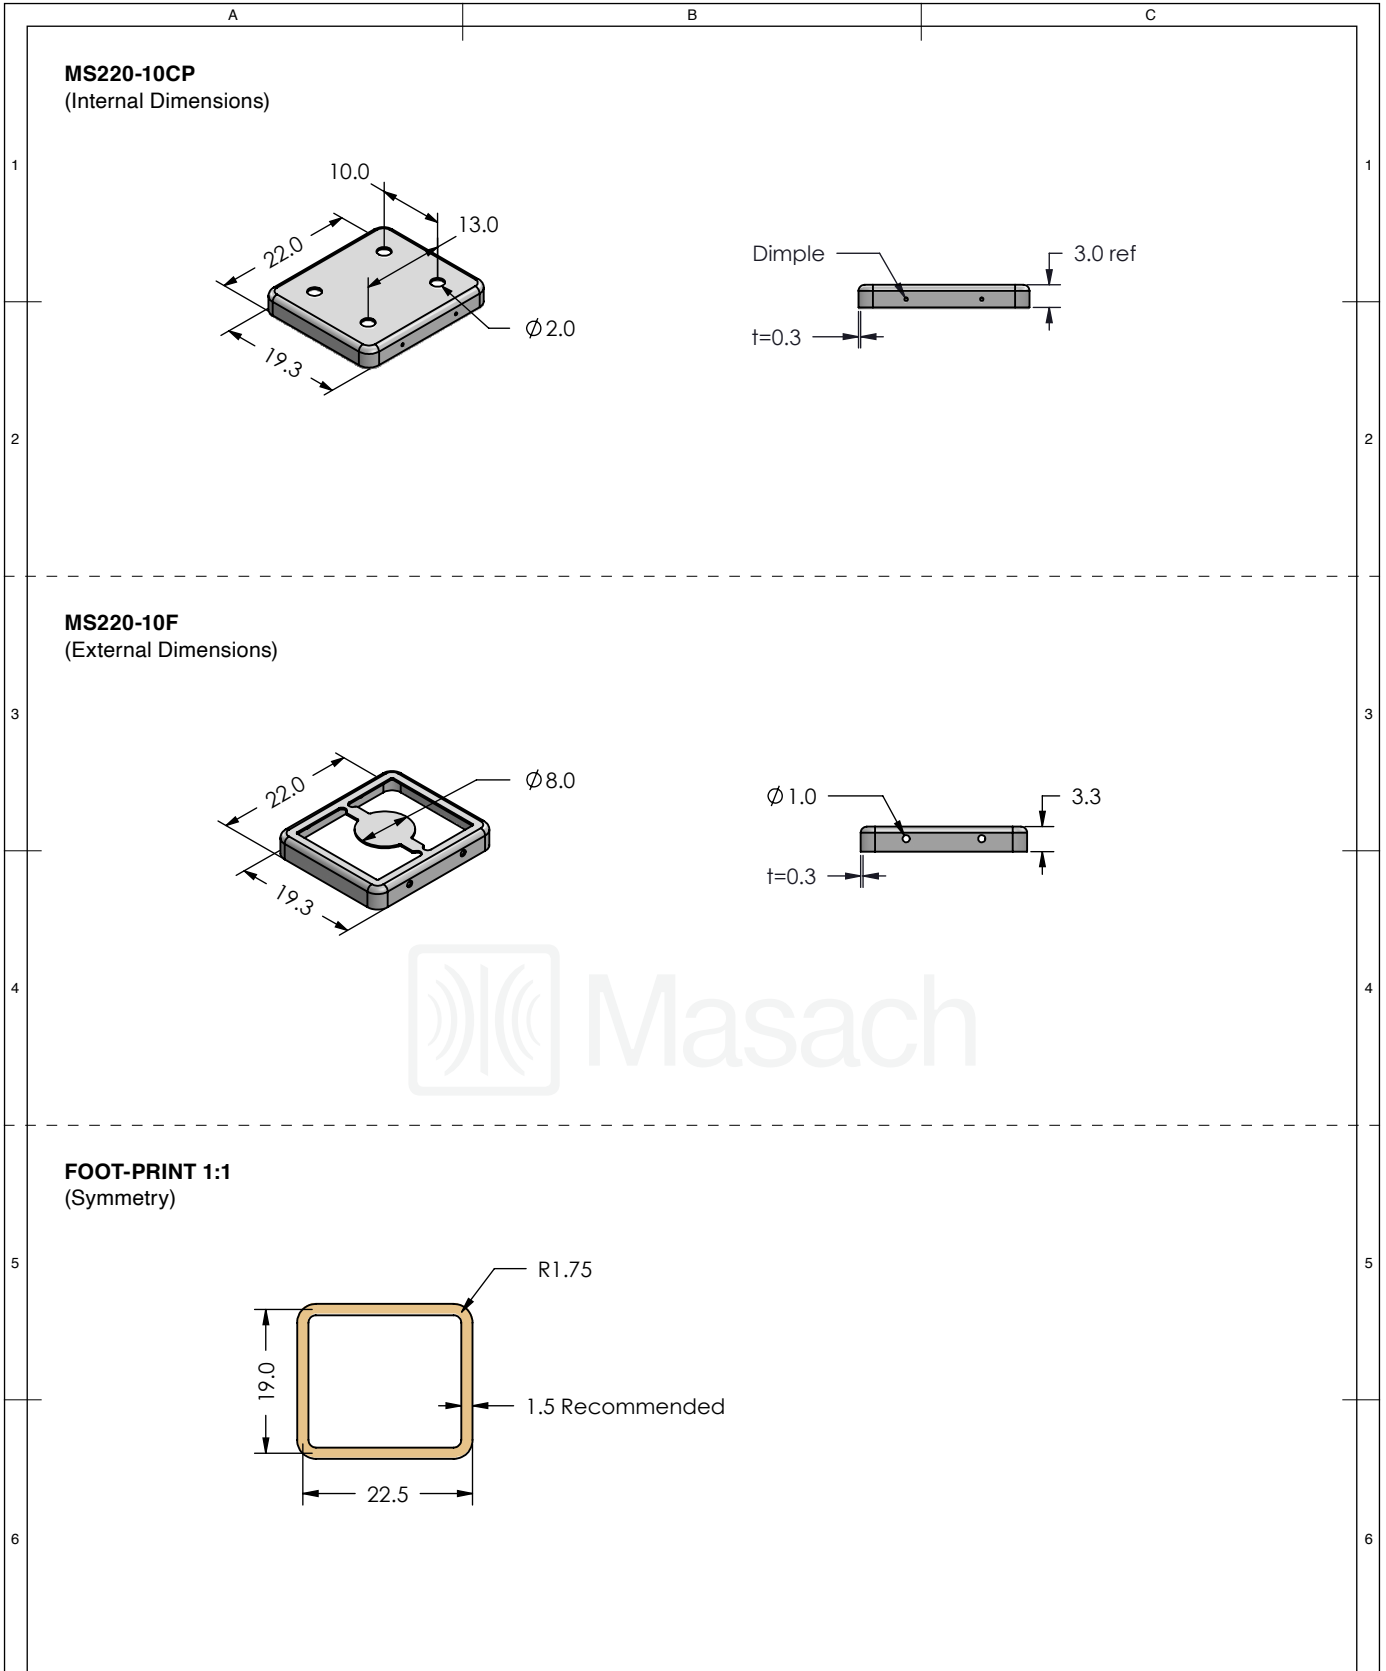 A
B
C
MS220-10CP
(Internal Dimensions)
1
1
10.0
13.0
22.0
Ø2.0
19.3
Dimple
3.0 ref
t=0.3
2
2
MS220-10F
(External Dimensions)
3
3
22.0
Ø8.0
19.3
Ø1.0
3.3
t=0.3
Masach
4
4
FOOT-PRINT 1:1
(Symmetry)
5
5
R1.75
19.0
1.5 Recommended
22.5
6
6